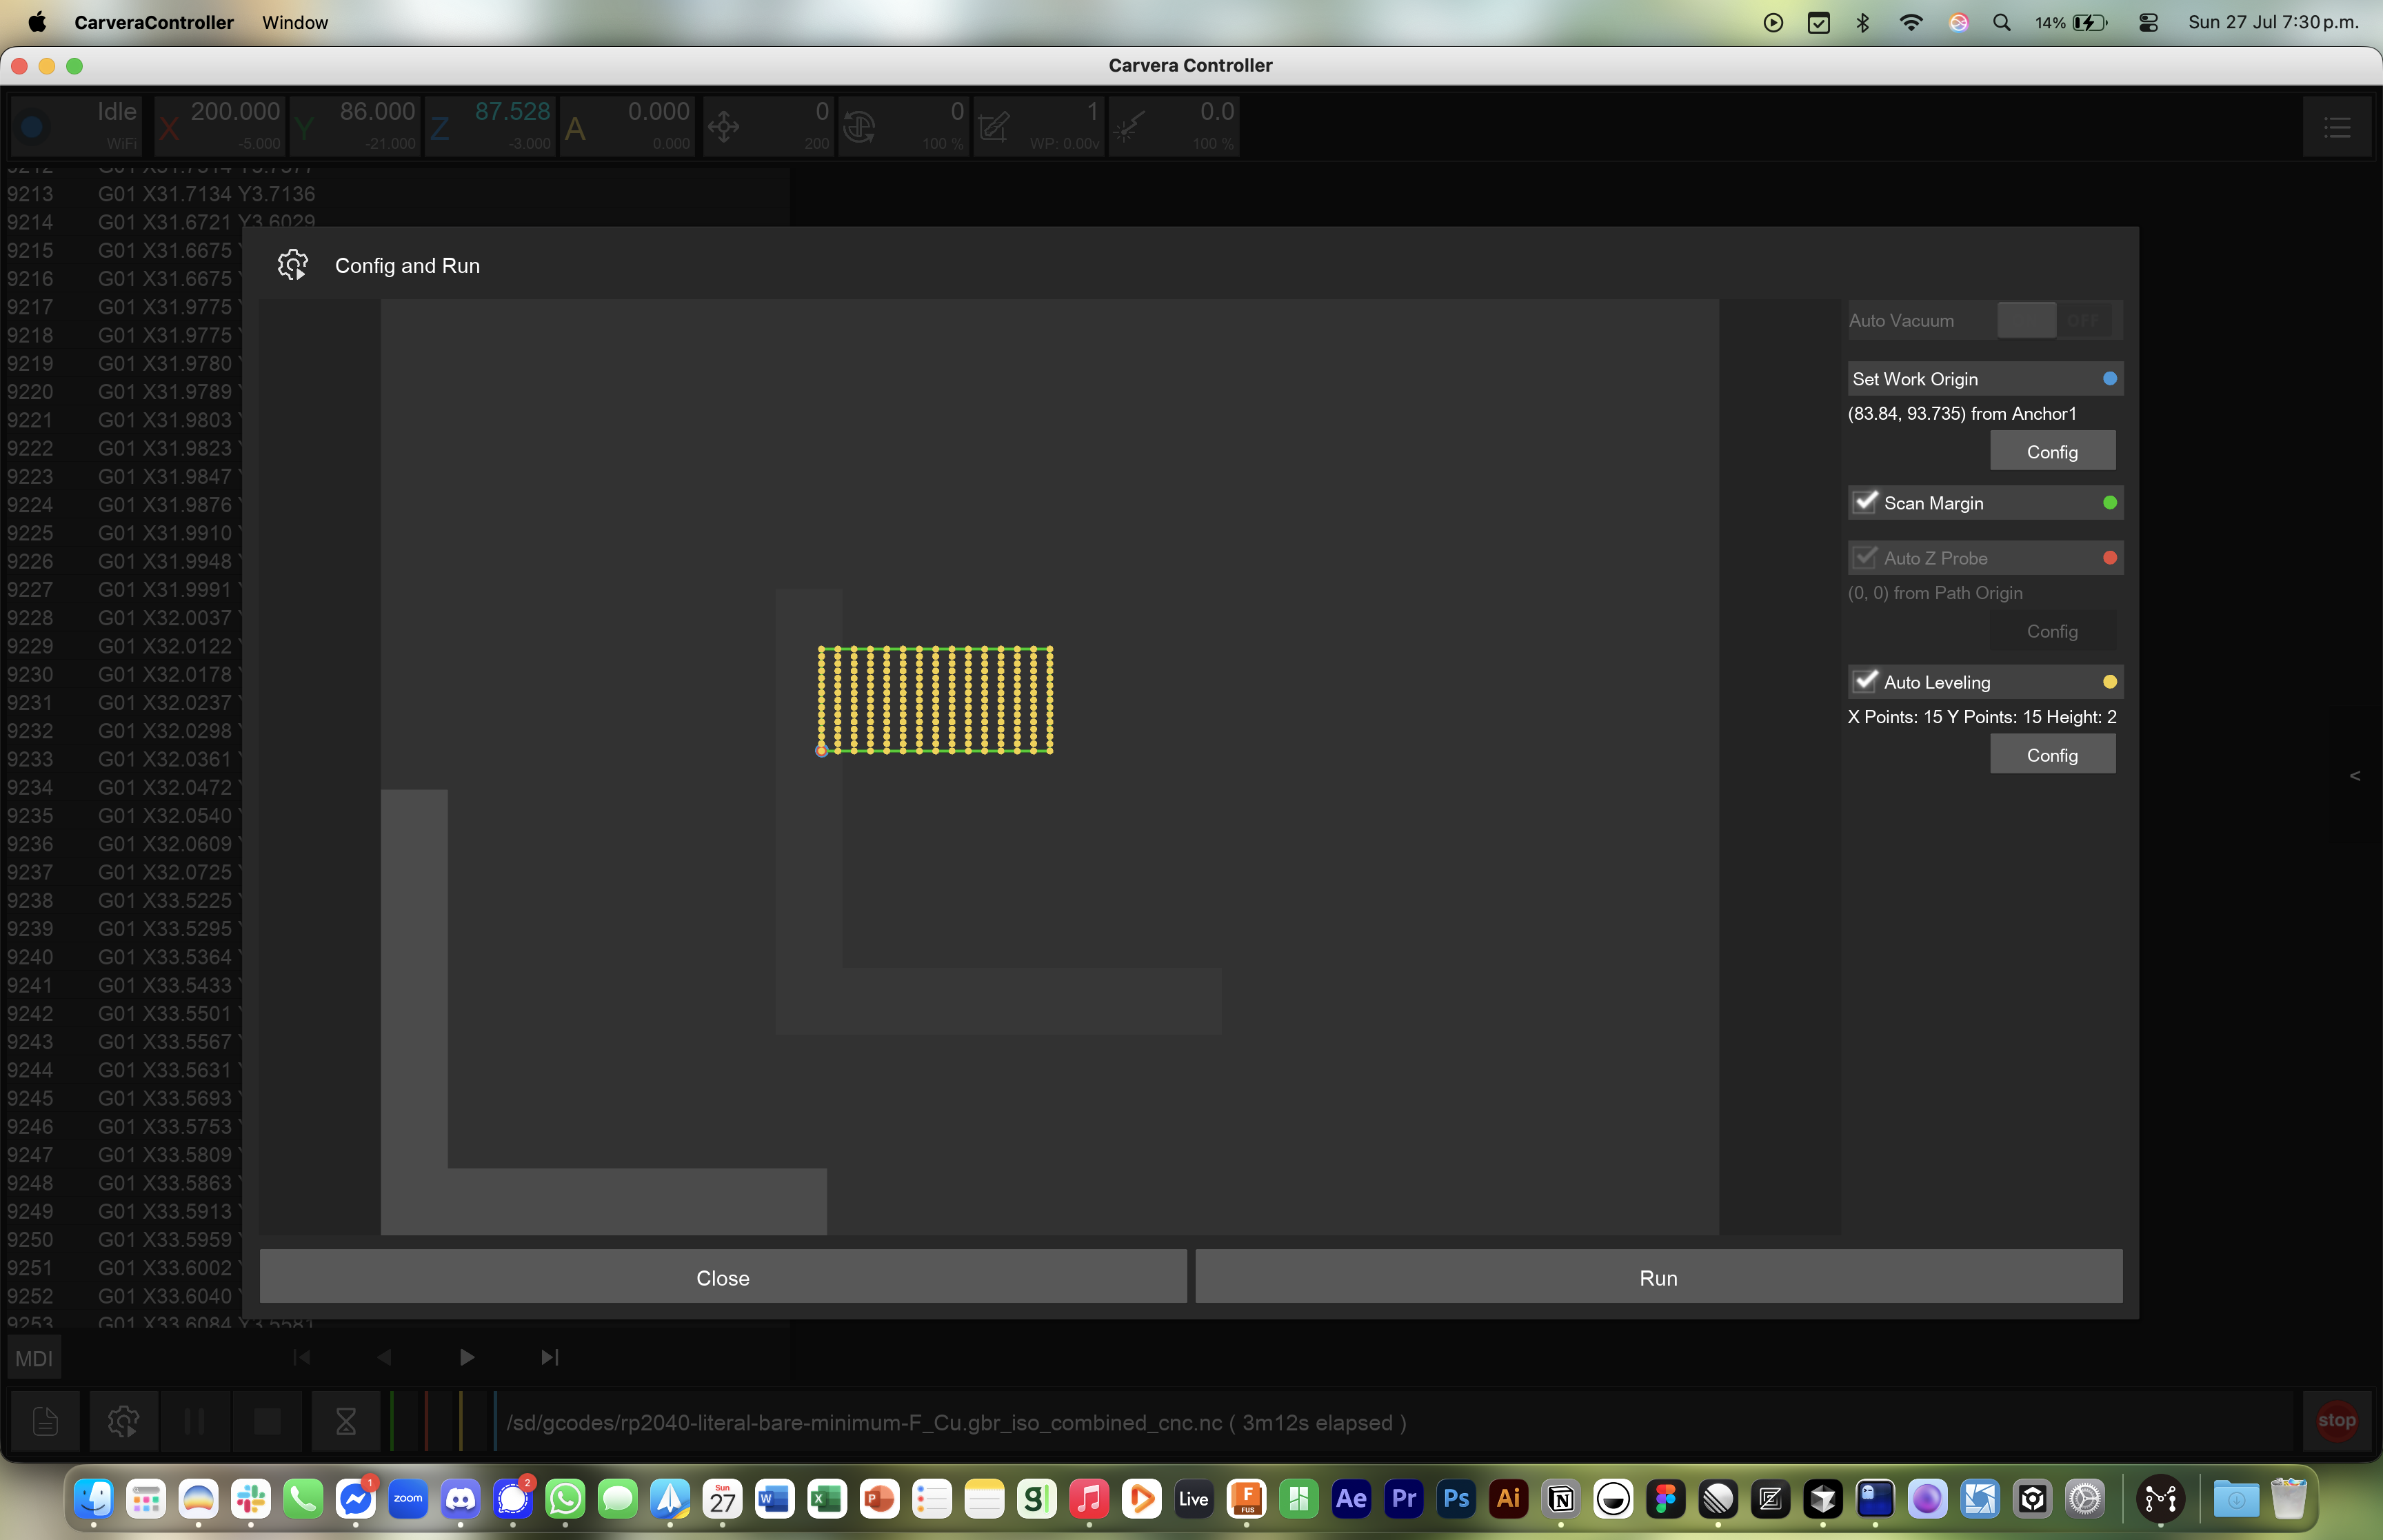 CarveraController Window 14% Sun 27 Jul 7:30 p.m.
Carvera Controller
Idle
WiFi
X 200.000
-5.000
Y 86.000
-21.000
Z 87.528
-3.000
A 0.000
0.000
0
200
0
100 %
1
WP: 0.00v
0.0
100 %
9213 G01 X31.7134 Y3.7136
9214 G01 X31.6721 Y3.6029
9215 G01 X31.6675
9216 G01 X31.6675
9217 G01 X31.9775
9218 G01 X31.9775
9219 G01 X31.9780
9220 G01 X31.9789
9221 G01 X31.9803
9222 G01 X31.9823
9223 G01 X31.9847
9224 G01 X31.9876
9225 G01 X31.9910
9226 G01 X31.9948
9227 G01 X31.9991
9228 G01 X32.0037
9229 G01 X32.0122
9230 G01 X32.0178
9231 G01 X32.0237
9232 G01 X32.0298
9233 G01 X32.0361
9234 G01 X32.0472
9235 G01 X32.0540
9236 G01 X32.0609
9237 G01 X32.0725
9238 G01 X33.5225
9239 G01 X33.5295
9240 G01 X33.5364
9241 G01 X33.5433
9242 G01 X33.5501
9243 G01 X33.5567
9244 G01 X33.5631
9245 G01 X33.5693
9246 G01 X33.5753
9247 G01 X33.5809
9248 G01 X33.5863
9249 G01 X33.5913
9250 G01 X33.5959
9251 G01 X33.6002
9252 G01 X33.6040
9253 G01 X33.6084 Y3.5581
Config and Run
Auto Vacuum OFF
Set Work Origin
(83.84, 93.735) from Anchor1
Config
Scan Margin
Auto Z Probe
(0, 0) from Path Origin
Config
Auto Leveling
X Points: 15 Y Points: 15 Height: 2
Config
<
Close
Run
MDI
/sd/gcodes/rp2040-literal-bare-minimum-F_Cu.gbr_iso_combined_cnc.nc ( 3m12s elapsed )
stop
1 zoom 2 Sun 27 W X P g Live F FUS Ae Pr Ps Ai N